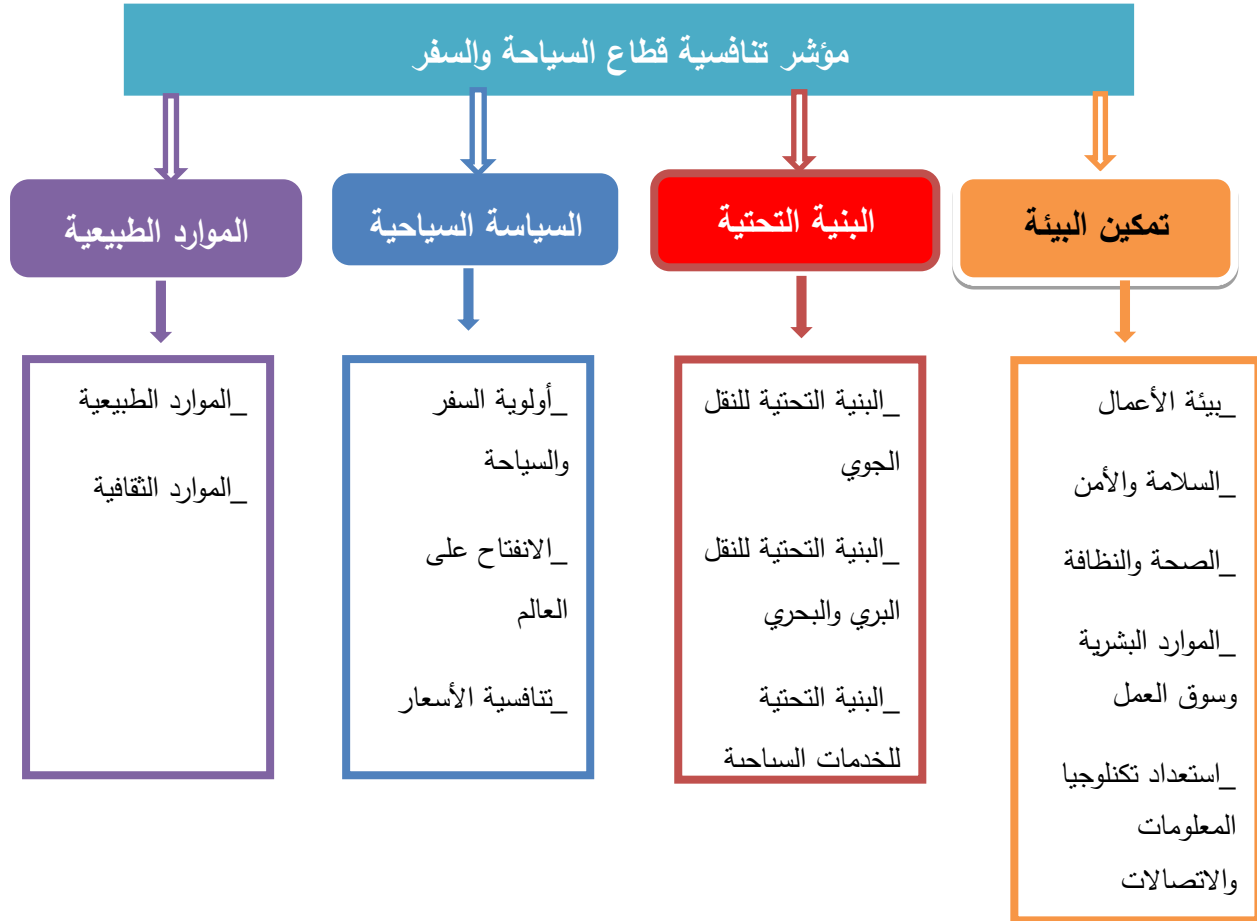 مؤشر تنافسية قطاع السياحة والسفر
تمكين البيئة
البنية التحتية
السياسة السياحية
الموارد الطبيعية
_بيئة الأعمال
_السلامة والأمن
_الصحة والنظافة
_الموارد البشرية
وسوق العمل
_استعداد تكنلوجيا
المعلومات
والاتصالات
_البنية التحتية للنقل
الجوي
_البنية التحتية للنقل
البري والبحري
_البنية التحتية
للخدمات السياحية
_أولوية السفر
والسياحة
_الانفتاح على
العالم
_تنافسية الأسعار
_الموارد الطبيعية
_الموارد الثقافية